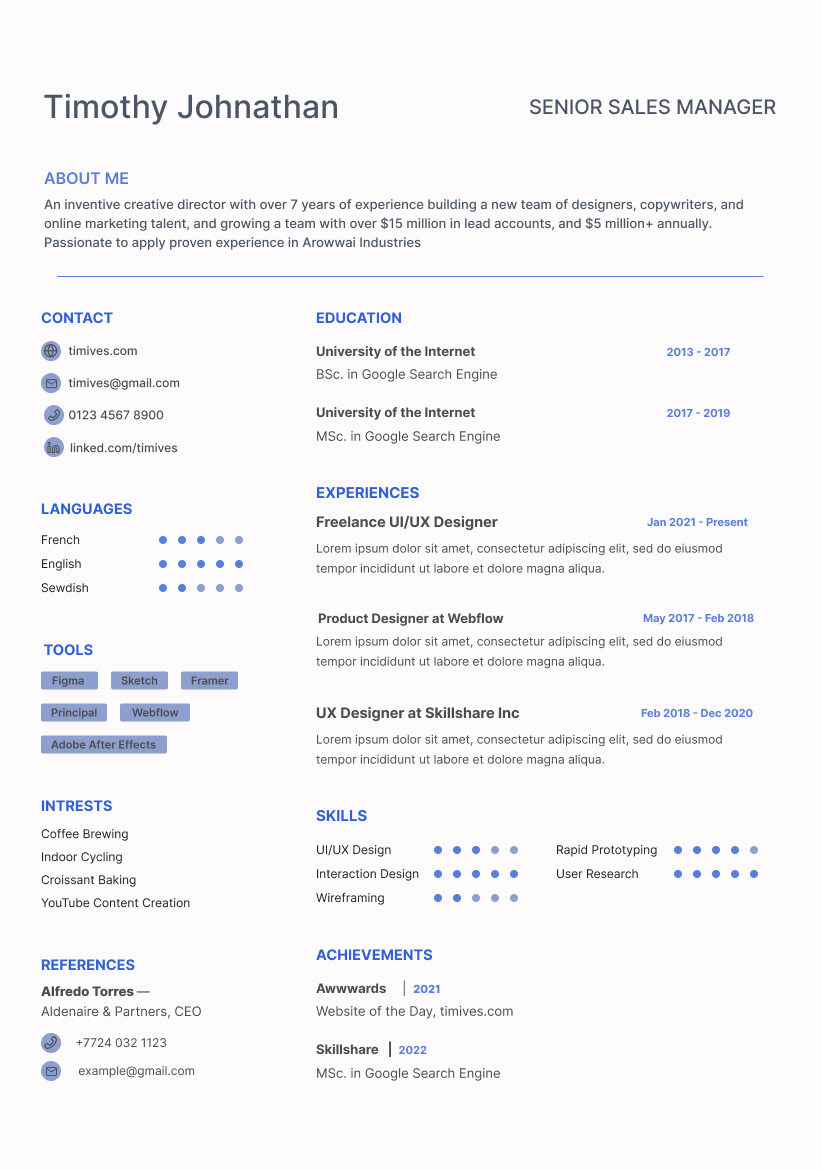 Timothy Johnathan
SENIOR SALES MANAGER
ABOUT ME
An inventive creative director with over 7 years of experience building a new team of designers, copywriters, and
online marketing talent, and growing a team with over $15 million in lead accounts, and $5 million+ annually.
Passionate to apply proven experience in Arowwai Industries
CONTACT
timives.com
timives@gmail.com
0123 4567 8900
linked.com/timives
LANGUAGES
French
English
Sewdish
TOOLS
Figma Sketch Framer
Principal Webflow
Adobe After Effects
INTRESTS
Coffee Brewing
Indoor Cycling
Croissant Baking
YouTube Content Creation
REFERENCES
Alfredo Torres —
Aldenaire & Partners, CEO
+7724 032 1123
example@gmail.com
EDUCATION
University of the Internet 2013 - 2017
BSc. in Google Search Engine
University of the Internet 2017 - 2019
MSc. in Google Search Engine
EXPERIENCES
Freelance UI/UX Designer Jan 2021 - Present
Lorem ipsum dolor sit amet, consectetur adipiscing elit, sed do eiusmod
tempor incididunt ut labore et dolore magna aliqua.
Product Designer at Webflow May 2017 - Feb 2018
Lorem ipsum dolor sit amet, consectetur adipiscing elit, sed do eiusmod
tempor incididunt ut labore et dolore magna aliqua.
UX Designer at Skillshare Inc Feb 2018 - Dec 2020
Lorem ipsum dolor sit amet, consectetur adipiscing elit, sed do eiusmod
tempor incididunt ut labore et dolore magna aliqua.
SKILLS
UI/UX Design Rapid Prototyping
Interaction Design User Research
Wireframing
ACHIEVEMENTS
Awwwards | 2021
Website of the Day, timives.com
Skillshare | 2022
MSc. in Google Search Engine